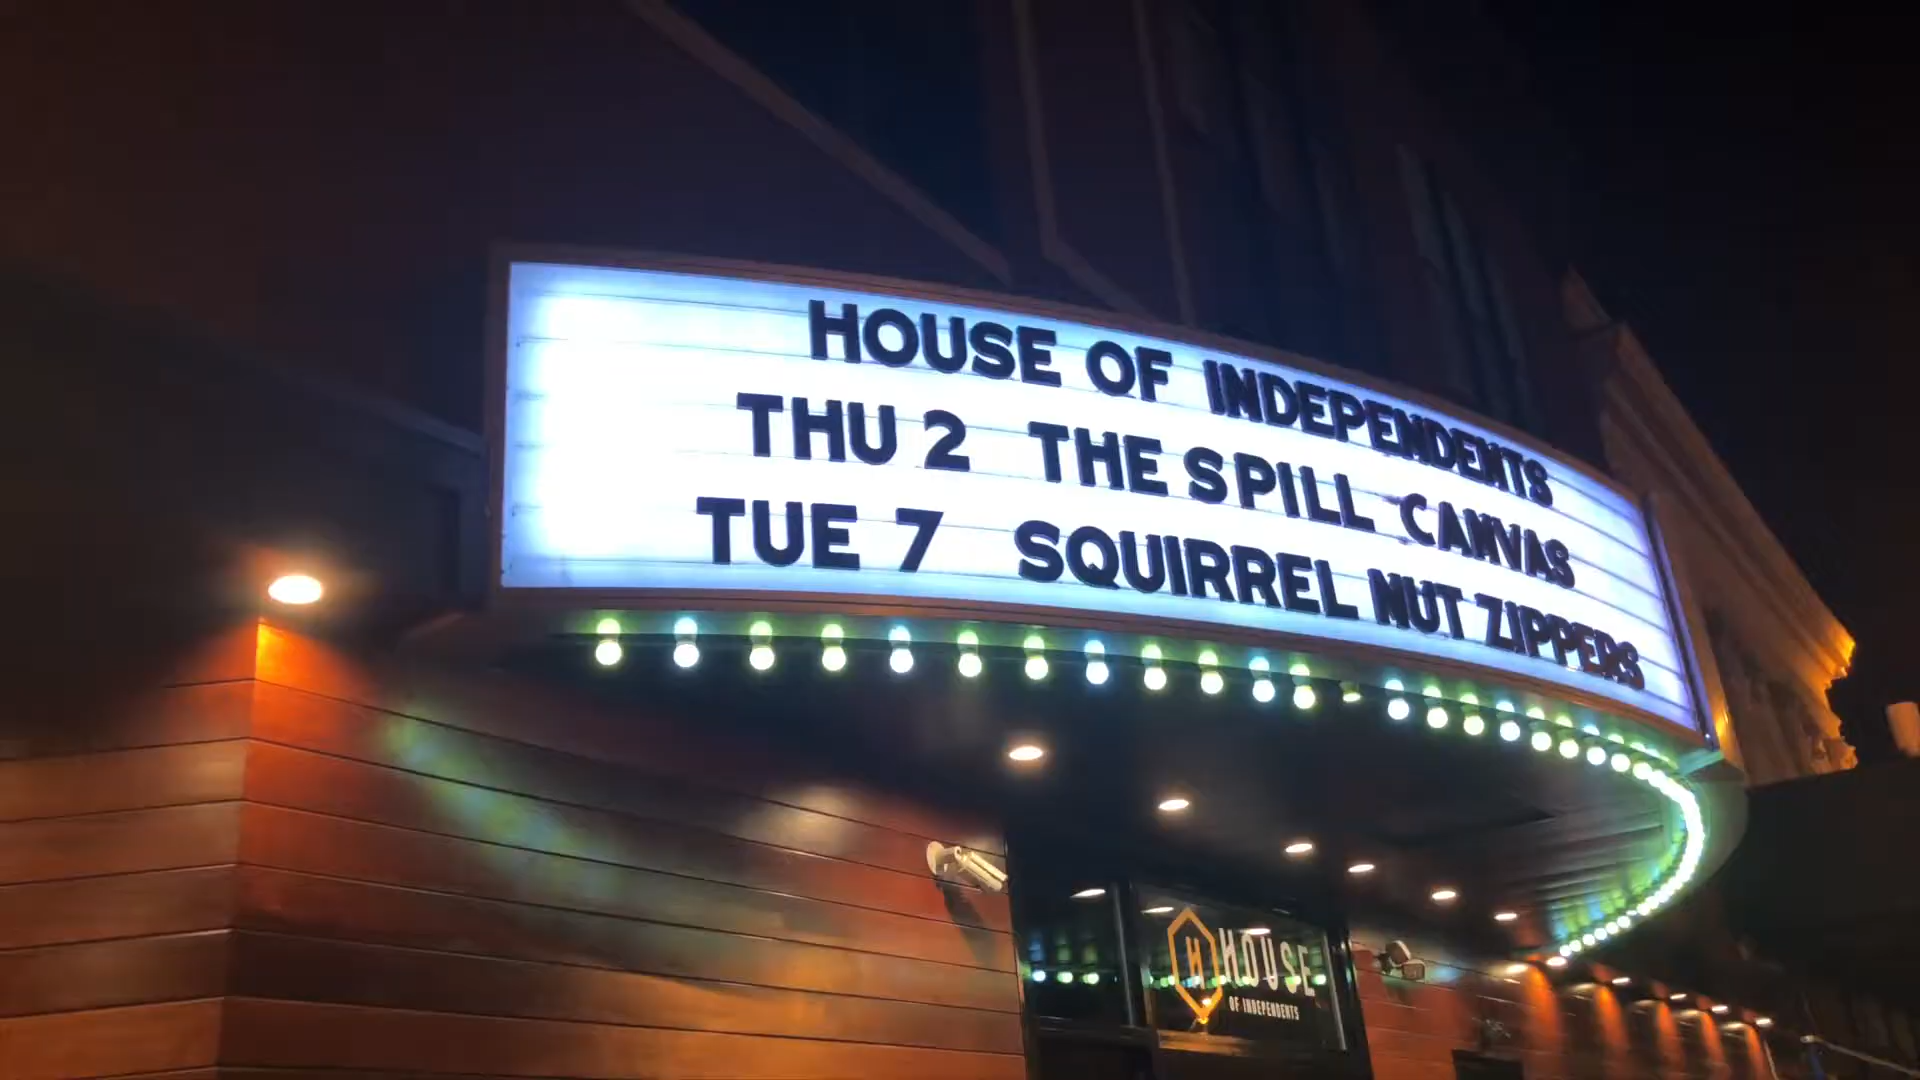 HOUSE OF INDEPENDENTS
THU 2 THE SPILL CANVAS
TUE 7 SQUIRREL NUT ZIPPERS
H HOUSE
OF INDEPENDENTS